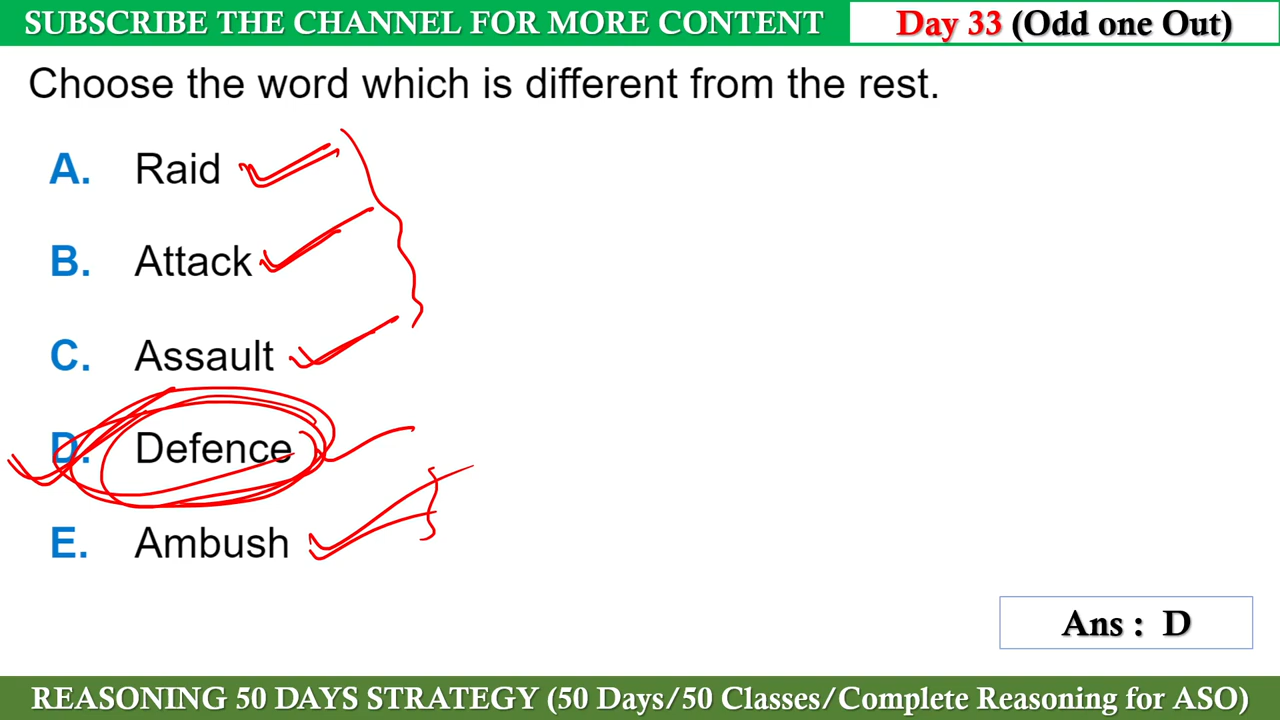 SUBSCRIBE THE CHANNEL FOR MORE CONTENT
Day 33 (Odd one Out)
Choose the word which is different from the rest.
A. Raid
B. Attack
C. Assault
D. Defence
E. Ambush
Ans : D
REASONING 50 DAYS STRATEGY (50 Days/50 Classes/Complete Reasoning for ASO)